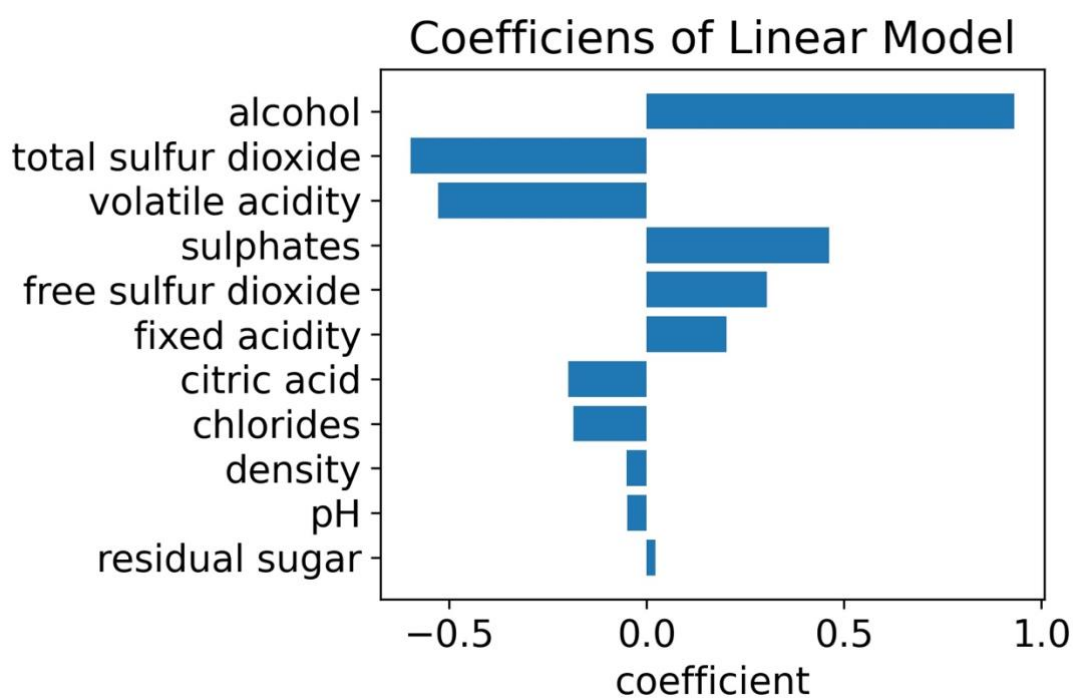 Coefficiens of Linear Model
alcohol
total sulfur dioxide
volatile acidity
sulphates
free sulfur dioxide
fixed acidity
citric acid
chlorides
density
pH
residual sugar
−0.5 0.0 0.5 1.0
coefficient